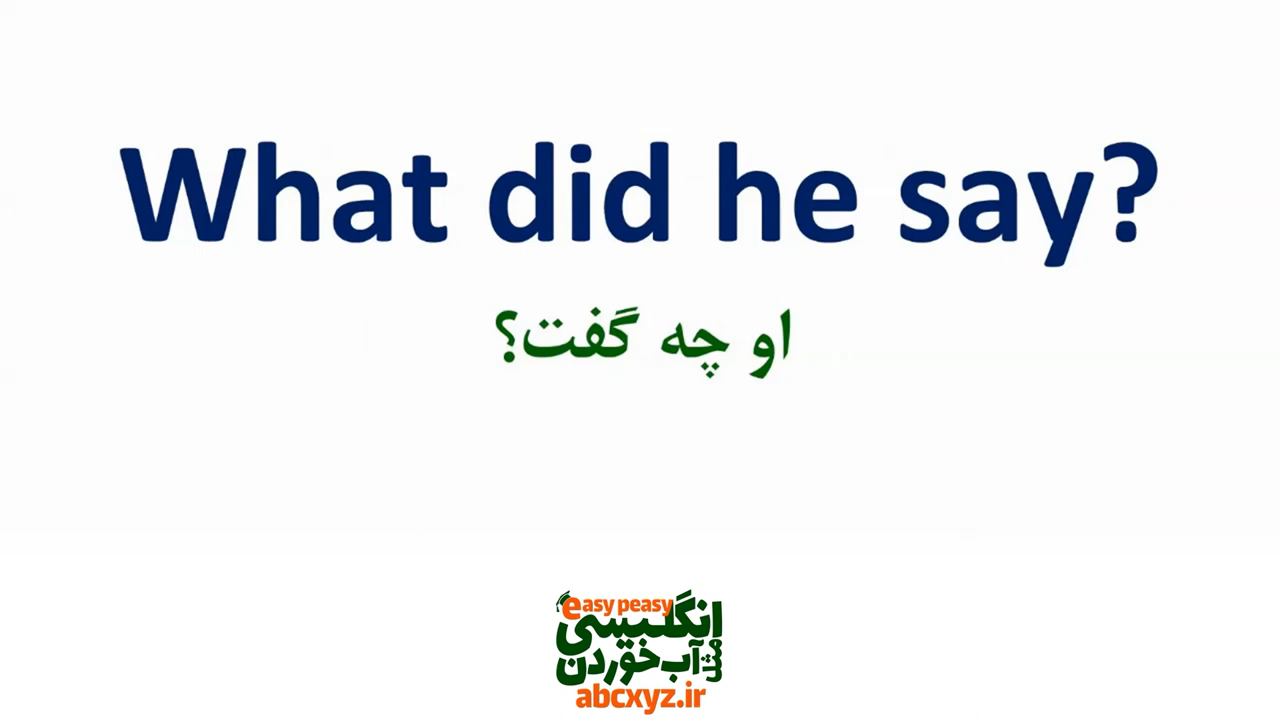 What did he say?
او چه گفت؟
easy peasy
انگلیسی
مثل آب خوردن
abcxyz.ir